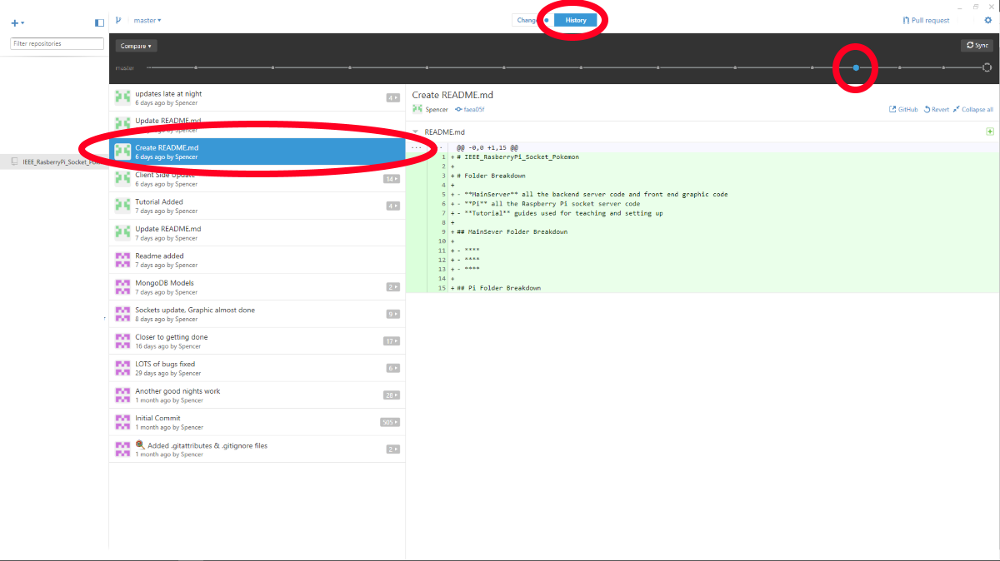 master
Changes
History
Pull request
Filter repositories
Compare
Sync
master
IEEE_RasberryPi_Socket_Pok
updates late at night
6 days ago by Spencer
4
Update README.md
6 days ago by Spencer
Create README.md
6 days ago by Spencer
Client Side Update
6 days ago by Spencer
14
Tutorial Added
7 days ago by Spencer
4
Update README.md
7 days ago by Spencer
Readme added
7 days ago by Spencer
MongoDB Models
7 days ago by Spencer
2
Sockets update, Graphic almost done
8 days ago by Spencer
9
Closer to getting done
16 days ago by Spencer
17
LOTS of bugs fixed
29 days ago by Spencer
6
Another good nights work
1 month ago by Spencer
28
Initial Commit
1 month ago by Spencer
505
Added .gitattributes & .gitignore files
1 month ago by Spencer
2
Create README.md
Spencer faea05f
GitHub Revert Collapse all
README.md
@@ -0,0 +1,15 @@
1 + # IEEE_RasberryPi_Socket_Pokemon
2 +
3 + # Folder Breakdown
4 +
5 + - **MainServer** all the backend server code and front end graphic code
6 + - **Pi** all the Raspberry Pi socket server code
7 + - **Tutorial** guides used for teaching and setting up
8 +
9 + ## MainSever Folder Breakdown
10 +
11 + - ****
12 + - ****
13 + - ****
14 +
15 + ## Pi Folder Breakdown